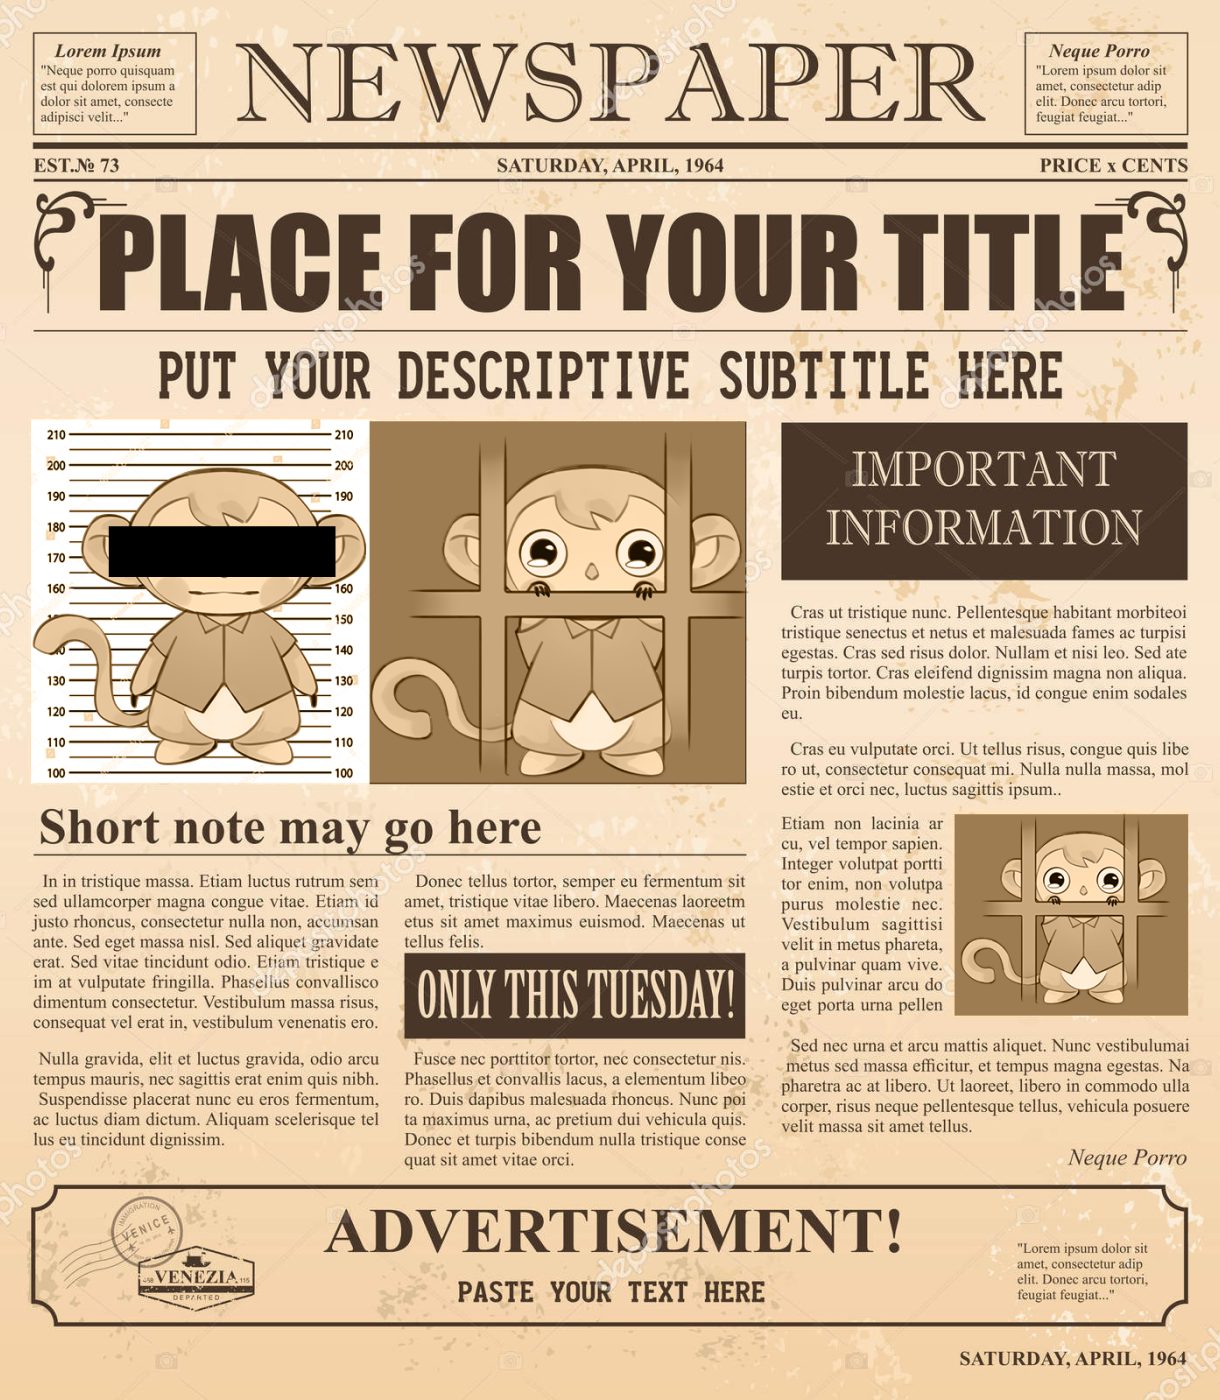 Lorem Ipsum
"Neque porro quisquam
est qui dolorem ipsum a
dolor sit amet, consecte
adipisci velit..."
NEWSPAPER
Neque Porro
"Lorem ipsum dolor sit
amet, consectetur adip
elit. Donec arcu tortori,
feugiat feugiat..."
EST.№ 73
SATURDAY, APRIL, 1964
PRICE x CENTS
PLACE FOR YOUR TITLE
PUT YOUR DESCRIPTIVE SUBTITLE HERE
210 210
200 200
190 190
180
170
160 160
150
140
130 130
120 120
110 110
100 100
Short note may go here
In in tristique massa. Etiam luctus rutrum sem
sed ullamcorper magna congue vitae. Etiam id
justo rhoncus, consectetur nulla non, accumsan
ante. Sed eget massa nisl. Sed aliquet gravidate
erat. Sed vitae tincidunt odio. Etiam tristique e
im at vulputate fringilla. Phasellus convallisco
dimentum consectetur. Vestibulum massa risus,
consequat vel erat in, vestibulum venenatis ero.
Nulla gravida, elit et luctus gravida, odio arcu
tempus mauris, nec sagittis erat enim quis nibh.
Suspendisse placerat nunc eu eros fermentum,
ac luctus diam dictum. Aliquam scelerisque tel
lus eu tincidunt dignissim.
Donec tellus tortor, semper eu fermentum sit
amet, tristique vitae libero. Maecenas laoreetm
etus sit amet maximus euismod. Maecenas ut
tellus felis.
ONLY THIS TUESDAY!
Fusce nec porttitor tortor, nec consectetur nis.
Phasellus et convallis lacus, a elementum libeo
ro. Duis dapibus malesuada rhoncus. Nunc poi
ta maximus urna, ac pretium dui vehicula quis.
Donec et turpis bibendum nulla tristique conse
quat sit amet vitae orci.
IMPORTANT
INFORMATION
Cras ut tristique nunc. Pellentesque habitant morbiteoi
tristique senectus et netus et malesuada fames ac turpisi
egestas. Cras sed risus dolor. Nullam et nisi leo. Sed ate
turpis tortor. Cras eleifend dignissim magna non aliqua.
Proin bibendum molestie lacus, id congue enim sodales
eu.
Cras eu vulputate orci. Ut tellus risus, congue quis libe
ro ut, consectetur consequat mi. Nulla nulla massa, mol
estie et orci nec, luctus sagittis ipsum..
Etiam non lacinia ar
cu, vel tempor sapien.
Integer volutpat portti
tor enim, non volutpa
purus molestie nec.
Vestibulum sagittisi
velit in metus phareta,
a pulvinar quam vive.
Duis pulvinar arcu do
eget porta urna pellen
Sed nec urna et arcu mattis aliquet. Nunc vestibulumai
metus sed massa efficitur, et tempus magna egestas. Na
pharetra ac at libero. Ut laoreet, libero in commodo ulla
corper, risus neque pellentesque tellus, vehicula posuere
velit massa sit amet tellus.
Neque Porro
IMMIGRATION
VENICE
VENEZIA
DEPARTED
ADVERTISEMENT!
PASTE YOUR TEXT HERE
"Lorem ipsum dolor sit
amet, consectetur adip
elit. Donec arcu tortori,
feugiat feugiat..."
SATURDAY, APRIL, 1964
depositphotos